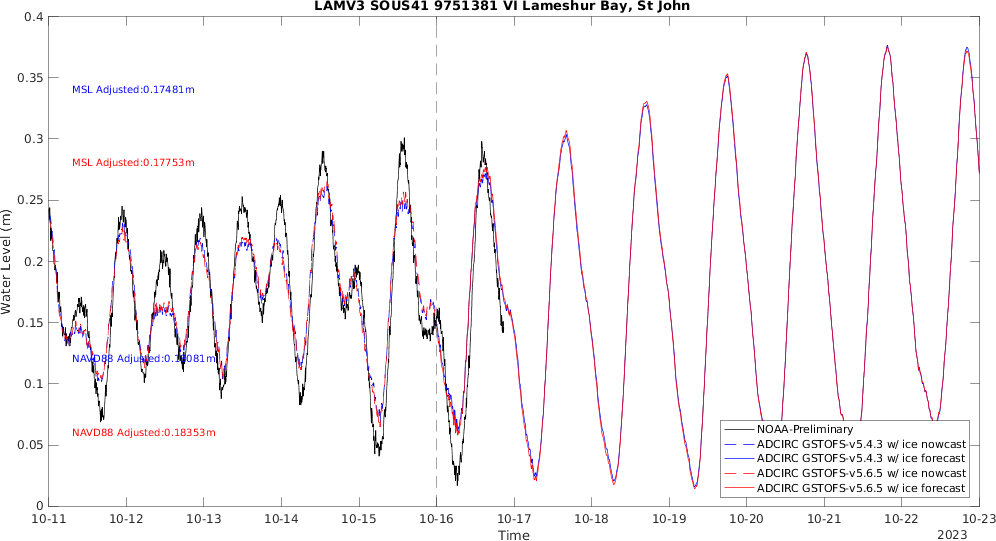 LAMV3 SOUS41 9751381 VI Lameshur Bay, St John
0.4
0.35
0.3
0.25
0.2
0.15
0.1
0.05
0
Water Level (m)
MSL Adjusted:0.17481m
MSL Adjusted:0.17753m
NAVD88 Adjusted:
NAVD88 Adjusted:0.18353m
NOAA-Preliminary
ADCIRC GSTOFS-v5.4.3 w/ ice nowcast
ADCIRC GSTOFS-v5.4.3 w/ ice forecast
ADCIRC GSTOFS-v5.6.5 w/ ice nowcast
ADCIRC GSTOFS-v5.6.5 w/ ice forecast
10-11 10-12 10-13 10-14 10-15 10-16 10-17 10-18 10-19 10-20 10-21 10-22 10-23
Time
2023